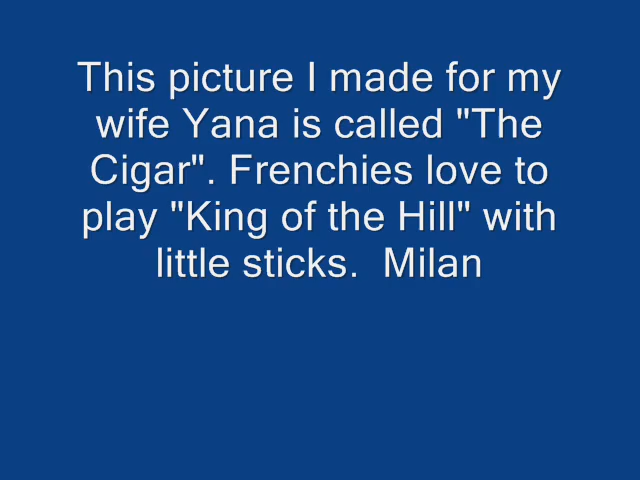 This picture I made for my
wife Yana is called "The
Cigar". Frenchies love to
play "King of the Hill" with
little sticks.  Milan